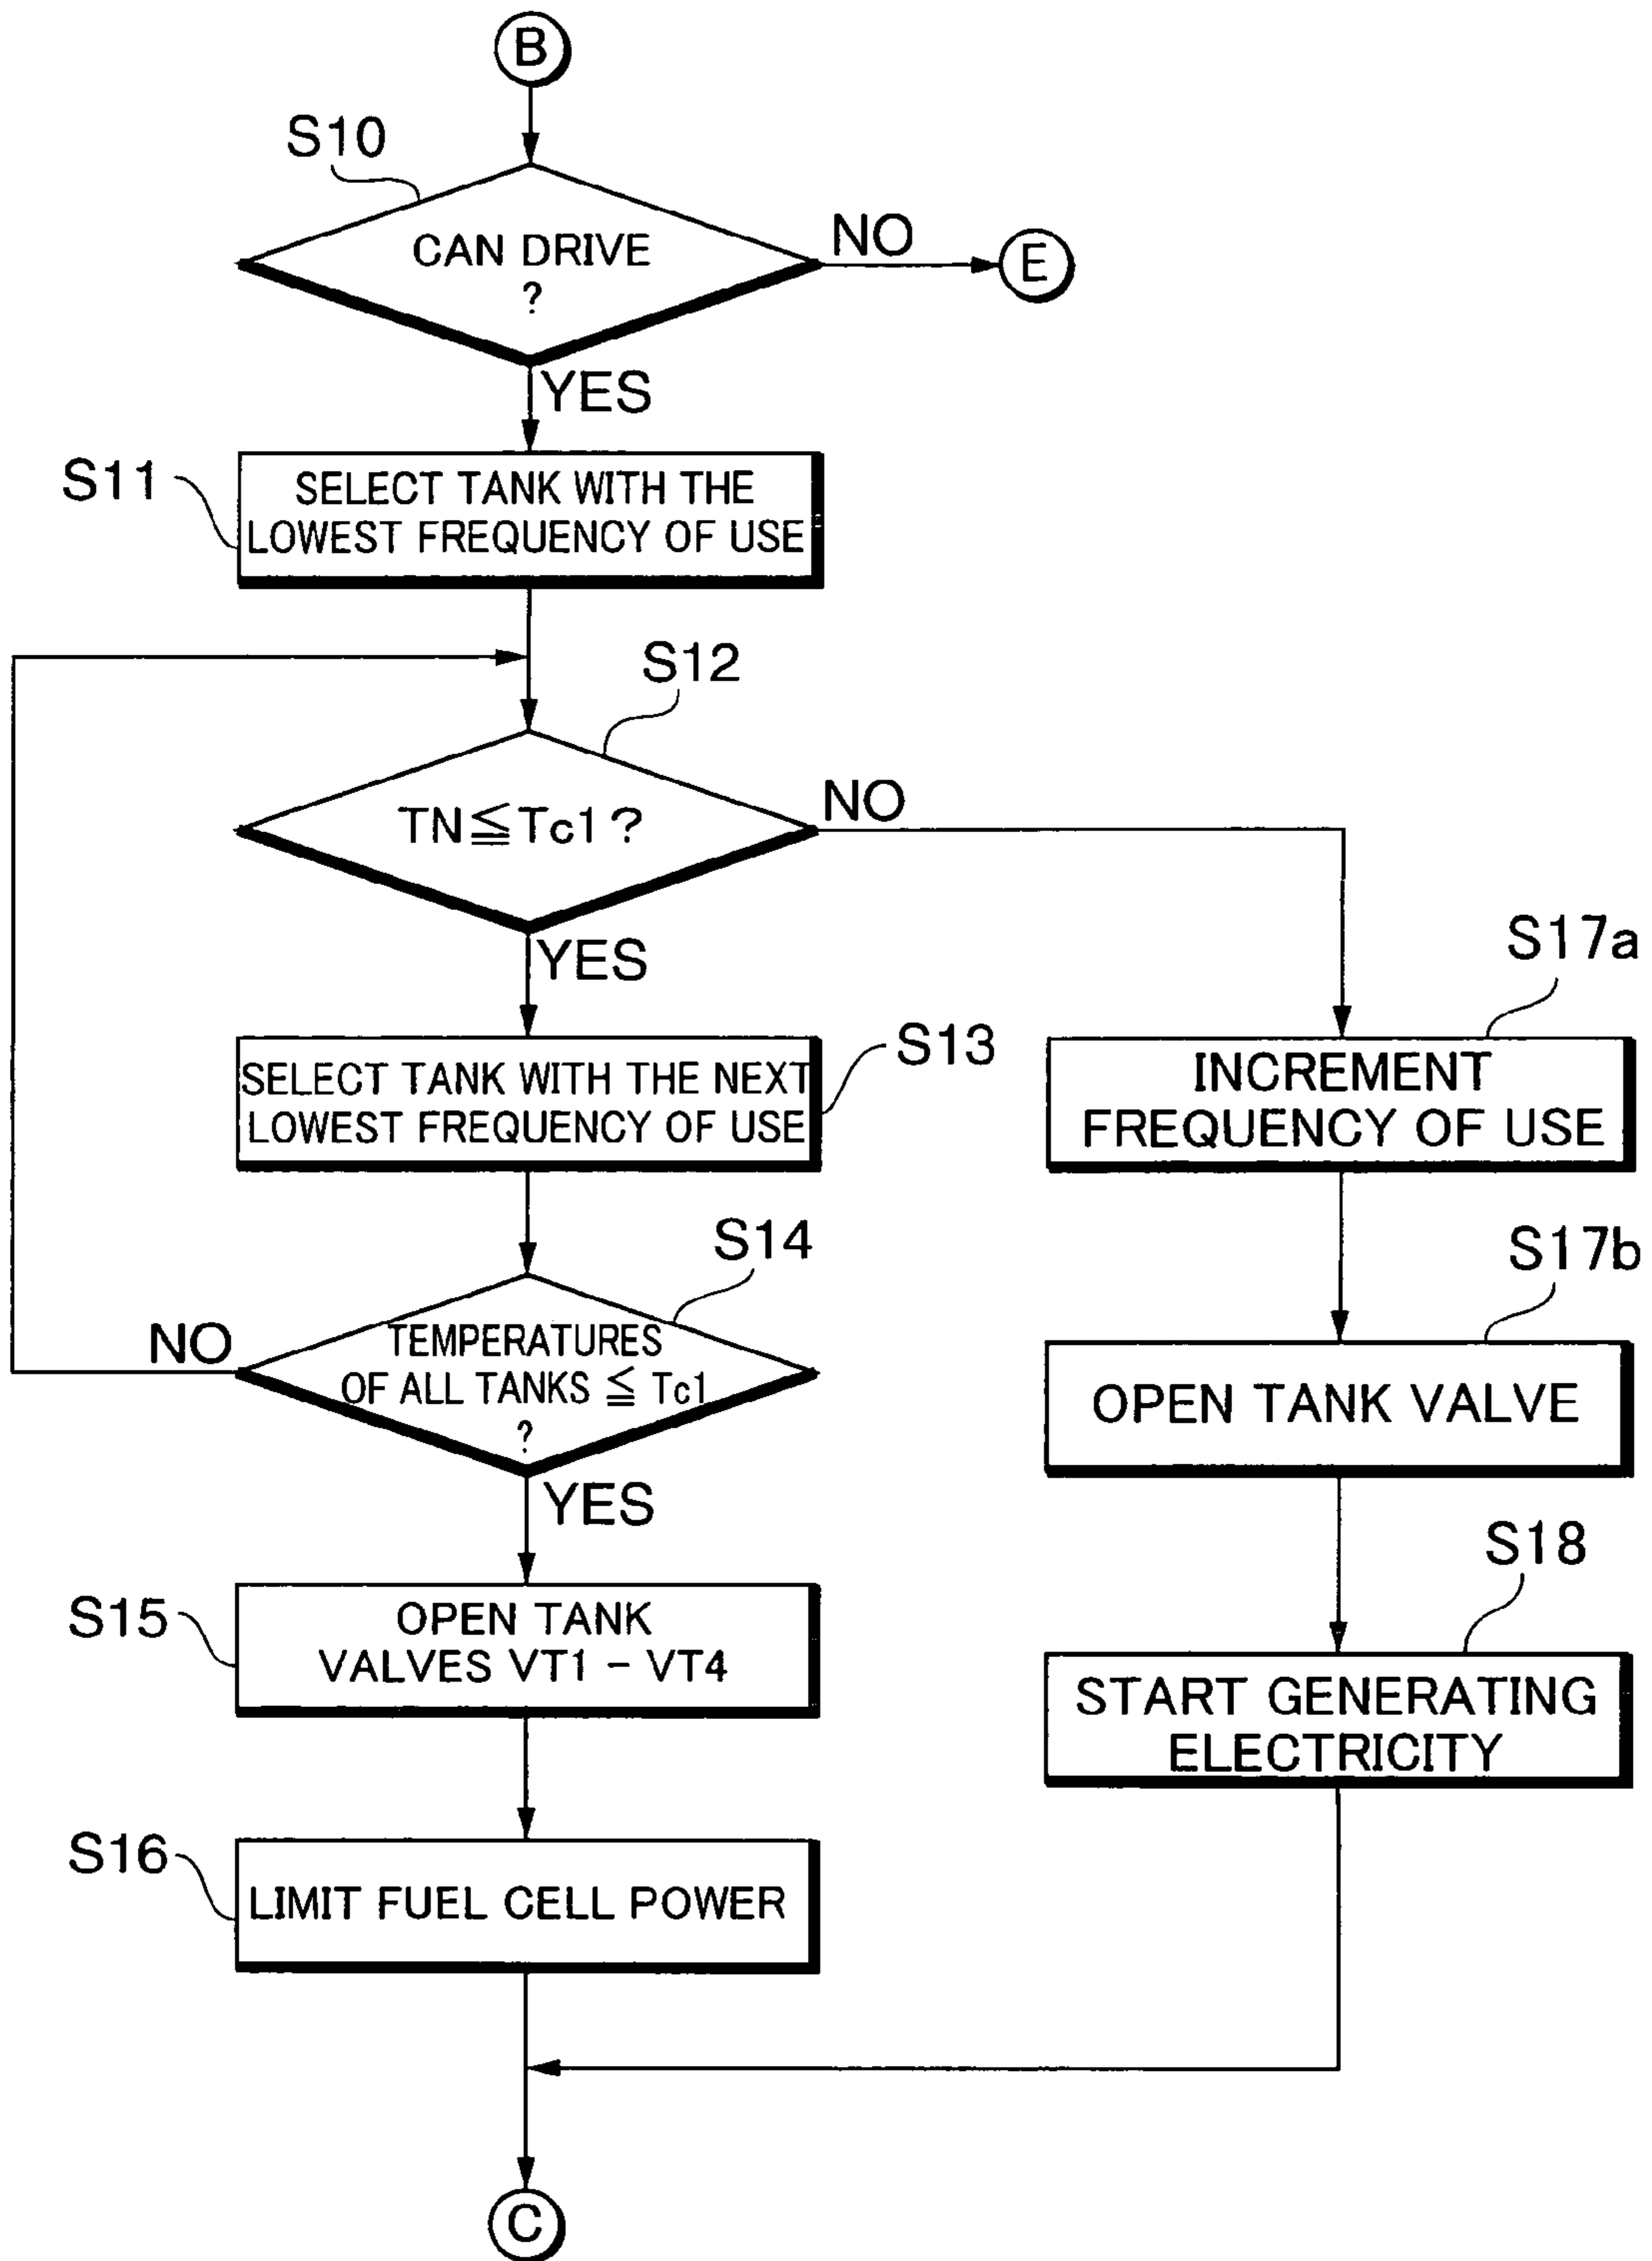 B
S10
CAN DRIVE
?
NO
E
YES
S11
SELECT TANK WITH THE
LOWEST FREQUENCY OF USE
S12
TN≦Tc1?
NO
YES
S13
SELECT TANK WITH THE NEXT
LOWEST FREQUENCY OF USE
S14
TEMPERATURES
OF ALL TANKS ≦ Tc1
?
NO
YES
S15
OPEN TANK
VALVES VT1 - VT4
S16
LIMIT FUEL CELL POWER
S17a
INCREMENT
FREQUENCY OF USE
S17b
OPEN TANK VALVE
S18
START GENERATING
ELECTRICITY
C